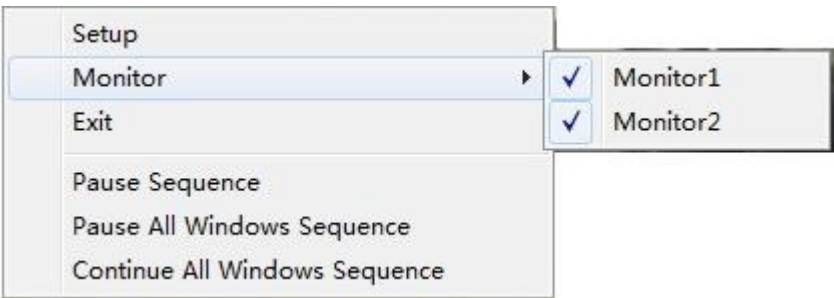 Setup
Monitor
Exit
Pause Sequence
Pause All Windows Sequence
Continue All Windows Sequence
Monitor1
Monitor2